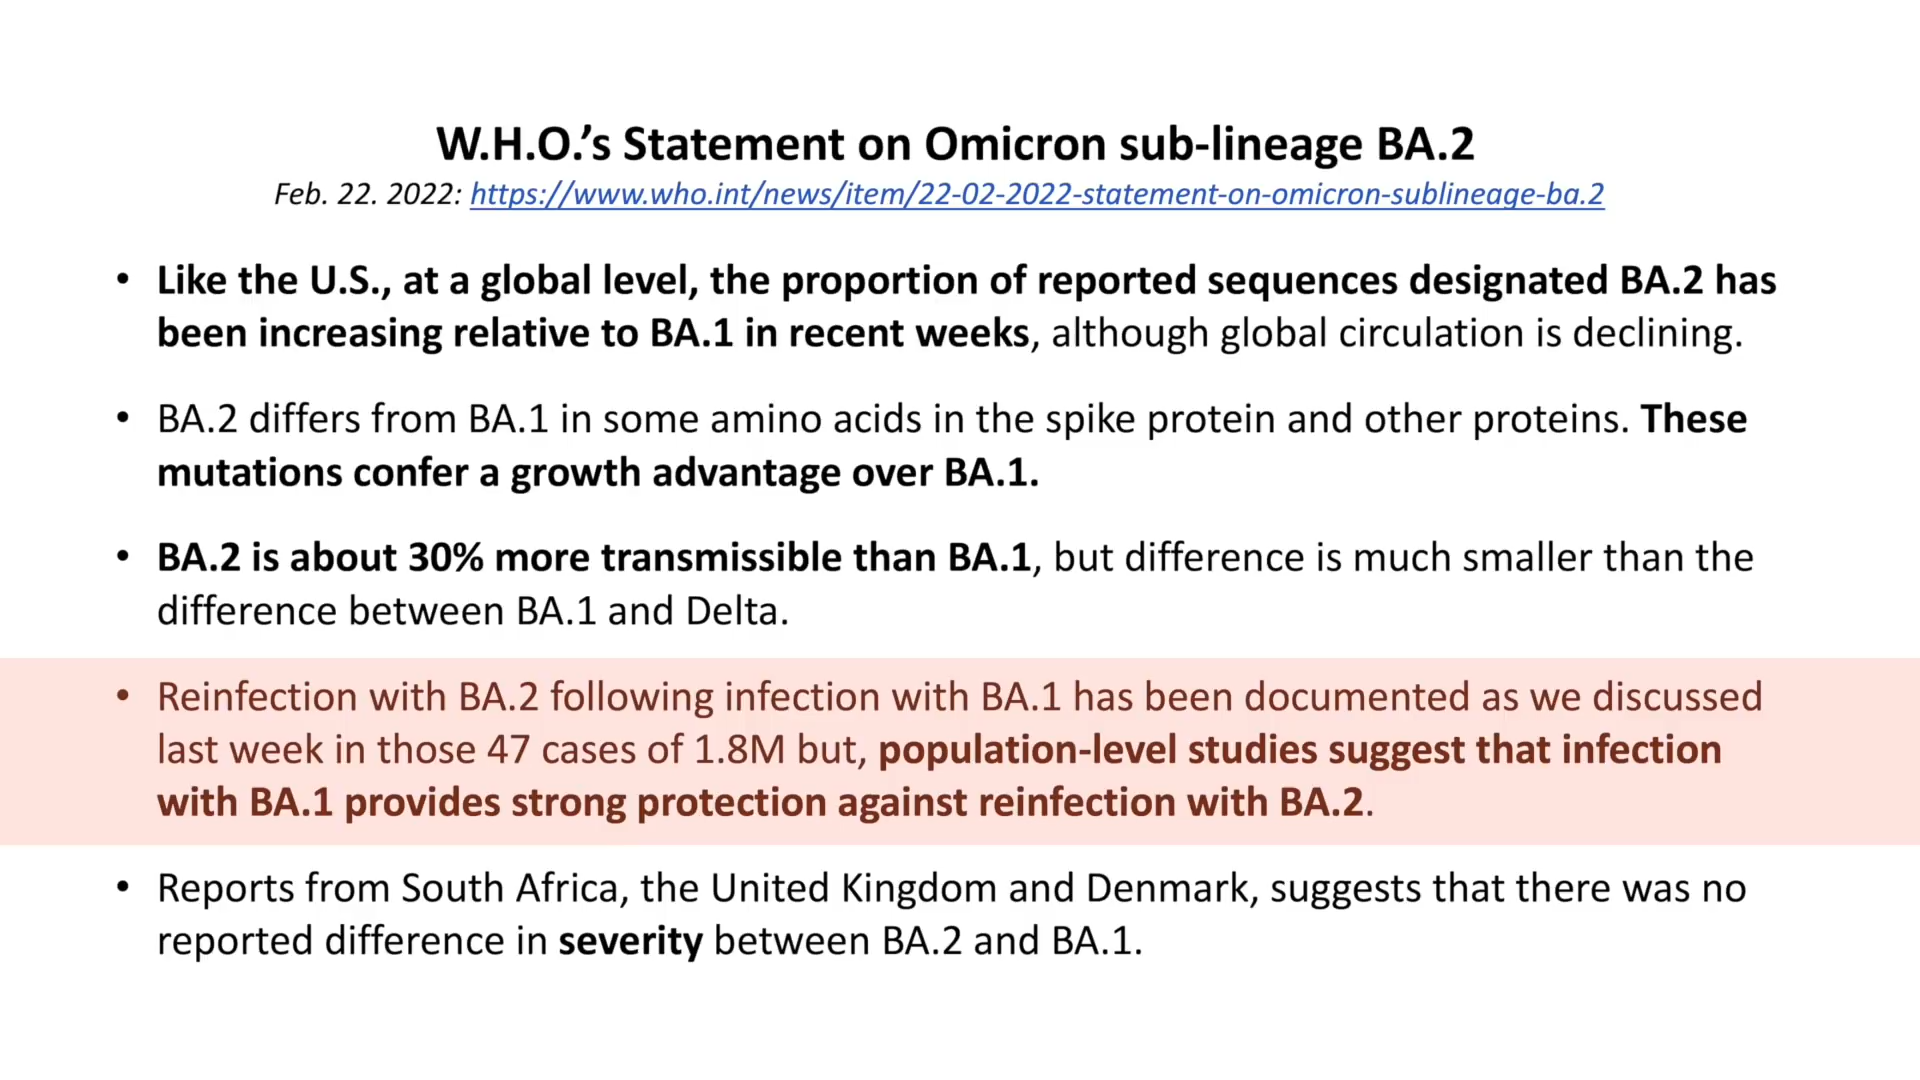 W.H.O.’s Statement on Omicron sub-lineage BA.2
Feb. 22. 2022: https://www.who.int/news/item/22-02-2022-statement-on-omicron-sublineage-ba.2
• Like the U.S., at a global level, the proportion of reported sequences designated BA.2 has
been increasing relative to BA.1 in recent weeks, although global circulation is declining.
• BA.2 differs from BA.1 in some amino acids in the spike protein and other proteins. These
mutations confer a growth advantage over BA.1.
• BA.2 is about 30% more transmissible than BA.1, but difference is much smaller than the
difference between BA.1 and Delta.
• Reinfection with BA.2 following infection with BA.1 has been documented as we discussed
last week in those 47 cases of 1.8M but, population-level studies suggest that infection
with BA.1 provides strong protection against reinfection with BA.2.
• Reports from South Africa, the United Kingdom and Denmark, suggests that there was no
reported difference in severity between BA.2 and BA.1.